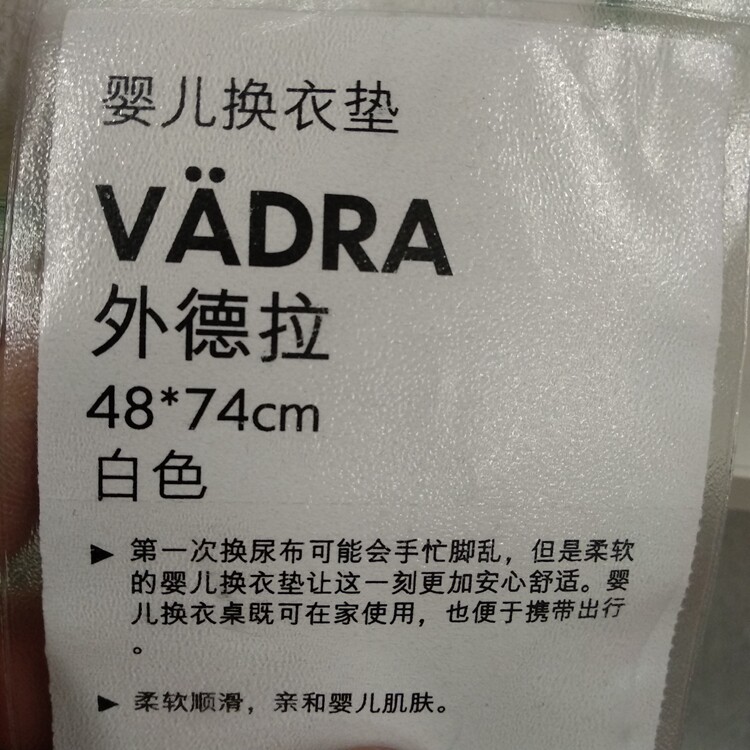 婴儿换衣垫
VÄDRA
外德拉
48*74cm
白色
► 第一次换尿布可能会手忙脚乱，但是柔软
的婴儿换衣垫让这一刻更加安心舒适。婴
儿换衣桌既可在家使用，也便于携带出行
。
► 柔软顺滑，亲和婴儿肌肤。